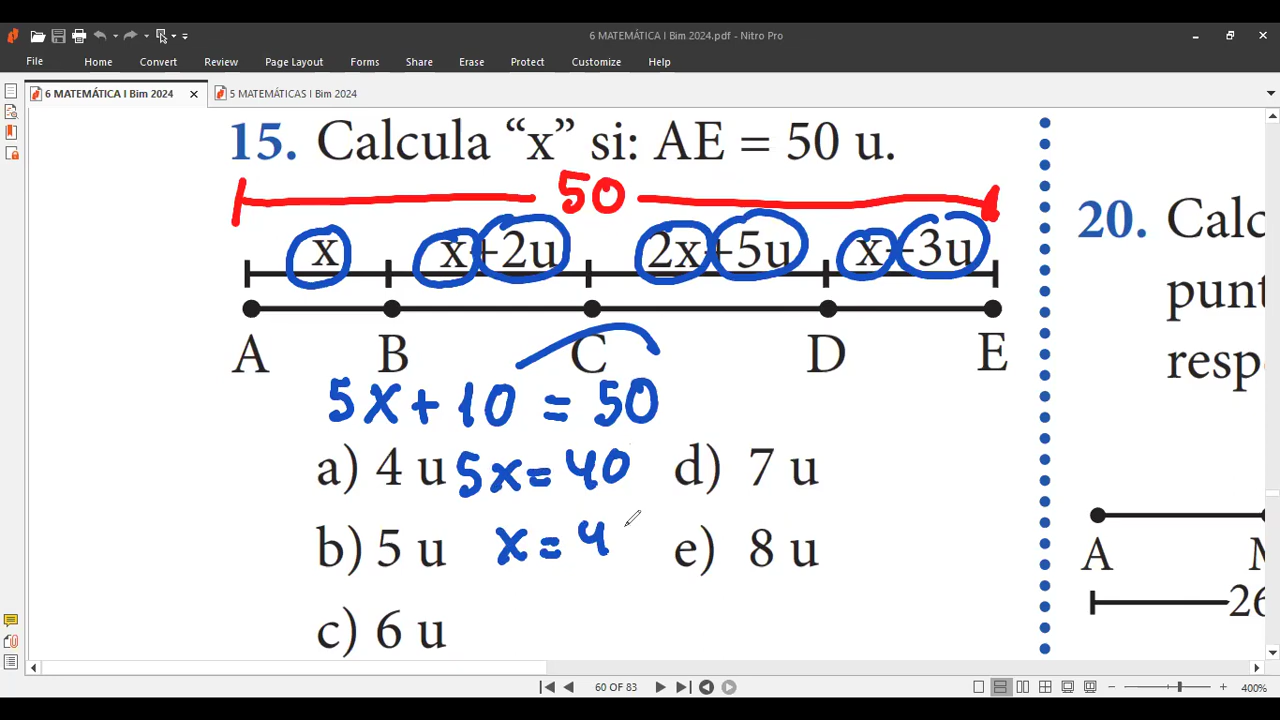 6 MATEMÁTICA I Bim 2024.pdf - Nitro Pro
File Home Convert Review Page Layout Forms Share Erase Protect Customize Help
6 MATEMÁTICA I Bim 2024 x 5 MATEMÁTICAS I Bim 2024
15. Calcula “x” si: AE = 50 u.
50
x x+2u 2x+5u x+3u
A B C D E
5x + 10 = 50
a) 4 u 5x = 40 d) 7 u
b) 5 u x = 4 e) 8 u
c) 6 u
20. Calc
punt
resp
A
26
60 OF 83
400%